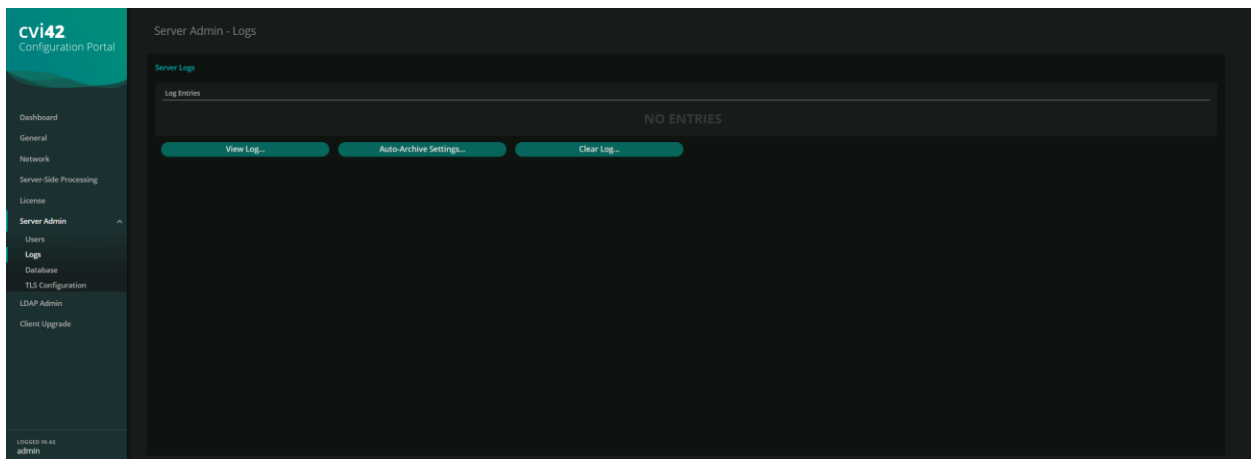 cvi42
Configuration Portal
Dashboard
General
Network
Server-Side Processing
License
Server Admin
Users
Logs
Database
TLS Configuration
LDAP Admin
Client Upgrade
LOGGED IN AS
admin
Server Admin - Logs
Server Logs
Log Entries
NO ENTRIES
View Log... Auto-Archive Settings... Clear Log...